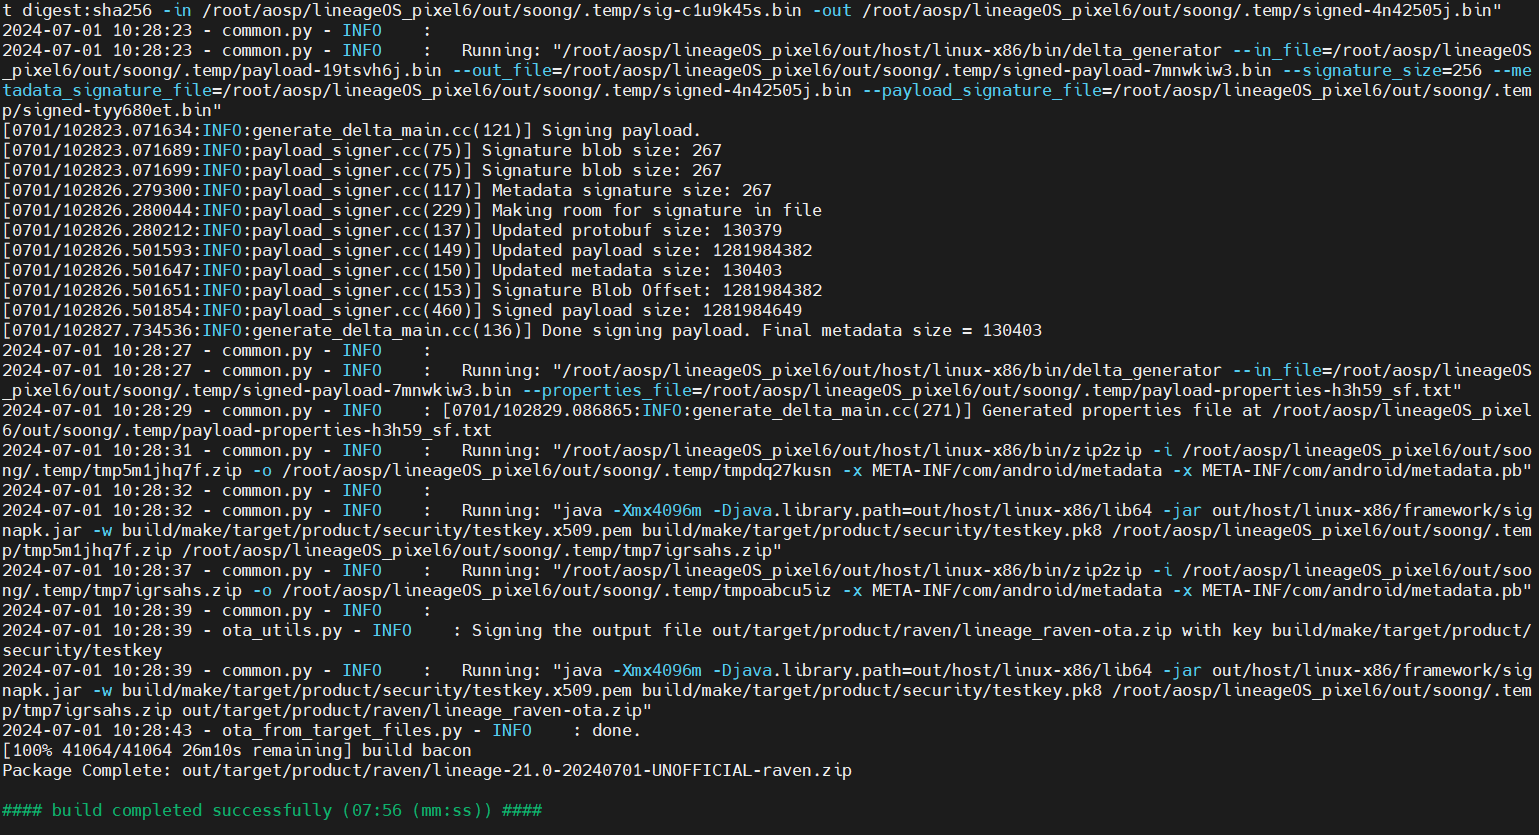 t digest:sha256 -in /root/aosp/lineageOS_pixel6/out/soong/.temp/sig-c1u9k45s.bin -out /root/aosp/lineageOS_pixel6/out/soong/.temp/signed-4n42505j.bin"
2024-07-01 10:28:23 - common.py - INFO    :
2024-07-01 10:28:23 - common.py - INFO    :   Running: "/root/aosp/lineageOS_pixel6/out/host/linux-x86/bin/delta_generator --in_file=/root/aosp/lineageOS
_pixel6/out/soong/.temp/payload-19tsvh6j.bin --out_file=/root/aosp/lineageOS_pixel6/out/soong/.temp/signed-payload-7mnwkiw3.bin --signature_size=256 --me
tadata_signature_file=/root/aosp/lineageOS_pixel6/out/soong/.temp/signed-4n42505j.bin --payload_signature_file=/root/aosp/lineageOS_pixel6/out/soong/.tem
p/signed-tyy680et.bin"
[0701/102823.071634:INFO:generate_delta_main.cc(121)] Signing payload.
[0701/102823.071689:INFO:payload_signer.cc(75)] Signature blob size: 267
[0701/102823.071699:INFO:payload_signer.cc(75)] Signature blob size: 267
[0701/102826.279300:INFO:payload_signer.cc(117)] Metadata signature size: 267
[0701/102826.280044:INFO:payload_signer.cc(229)] Making room for signature in file
[0701/102826.280212:INFO:payload_signer.cc(137)] Updated protobuf size: 130379
[0701/102826.501593:INFO:payload_signer.cc(149)] Updated payload size: 1281984382
[0701/102826.501647:INFO:payload_signer.cc(150)] Updated metadata size: 130403
[0701/102826.501651:INFO:payload_signer.cc(153)] Signature Blob Offset: 1281984382
[0701/102826.501854:INFO:payload_signer.cc(460)] Signed payload size: 1281984649
[0701/102827.734536:INFO:generate_delta_main.cc(136)] Done signing payload. Final metadata size = 130403
2024-07-01 10:28:27 - common.py - INFO    :
2024-07-01 10:28:27 - common.py - INFO    :   Running: "/root/aosp/lineageOS_pixel6/out/host/linux-x86/bin/delta_generator --in_file=/root/aosp/lineageOS
_pixel6/out/soong/.temp/signed-payload-7mnwkiw3.bin --properties_file=/root/aosp/lineageOS_pixel6/out/soong/.temp/payload-properties-h3h59_sf.txt"
2024-07-01 10:28:29 - common.py - INFO    : [0701/102829.086865:INFO:generate_delta_main.cc(271)] Generated properties file at /root/aosp/lineageOS_pixel
6/out/soong/.temp/payload-properties-h3h59_sf.txt
2024-07-01 10:28:31 - common.py - INFO    :   Running: "/root/aosp/lineageOS_pixel6/out/host/linux-x86/bin/zip2zip -i /root/aosp/lineageOS_pixel6/out/soo
ng/.temp/tmp5m1jhq7f.zip -o /root/aosp/lineageOS_pixel6/out/soong/.temp/tmpdq27kusn -x META-INF/com/android/metadata -x META-INF/com/android/metadata.pb"
2024-07-01 10:28:32 - common.py - INFO    :
2024-07-01 10:28:32 - common.py - INFO    :   Running: "java -Xmx4096m -Djava.library.path=out/host/linux-x86/lib64 -jar out/host/linux-x86/framework/sig
napk.jar -w build/make/target/product/security/testkey.x509.pem build/make/target/product/security/testkey.pk8 /root/aosp/lineageOS_pixel6/out/soong/.tem
p/tmp5m1jhq7f.zip /root/aosp/lineageOS_pixel6/out/soong/.temp/tmp7igrsahs.zip"
2024-07-01 10:28:37 - common.py - INFO    :   Running: "/root/aosp/lineageOS_pixel6/out/host/linux-x86/bin/zip2zip -i /root/aosp/lineageOS_pixel6/out/soo
ng/.temp/tmp7igrsahs.zip -o /root/aosp/lineageOS_pixel6/out/soong/.temp/tmpoabcu5iz -x META-INF/com/android/metadata -x META-INF/com/android/metadata.pb"
2024-07-01 10:28:39 - common.py - INFO    :
2024-07-01 10:28:39 - ota_utils.py - INFO    : Signing the output file out/target/product/raven/lineage_raven-ota.zip with key build/make/target/product/
security/testkey
2024-07-01 10:28:39 - common.py - INFO    :   Running: "java -Xmx4096m -Djava.library.path=out/host/linux-x86/lib64 -jar out/host/linux-x86/framework/sig
napk.jar -w build/make/target/product/security/testkey.x509.pem build/make/target/product/security/testkey.pk8 /root/aosp/lineageOS_pixel6/out/soong/.tem
p/tmp7igrsahs.zip out/target/product/raven/lineage_raven-ota.zip"
2024-07-01 10:28:43 - ota_from_target_files.py - INFO    : done.
[100% 41064/41064 26m10s remaining] build bacon
Package Complete: out/target/product/raven/lineage-21.0-20240701-UNOFFICIAL-raven.zip
#### build completed successfully (07:56 (mm:ss)) ####